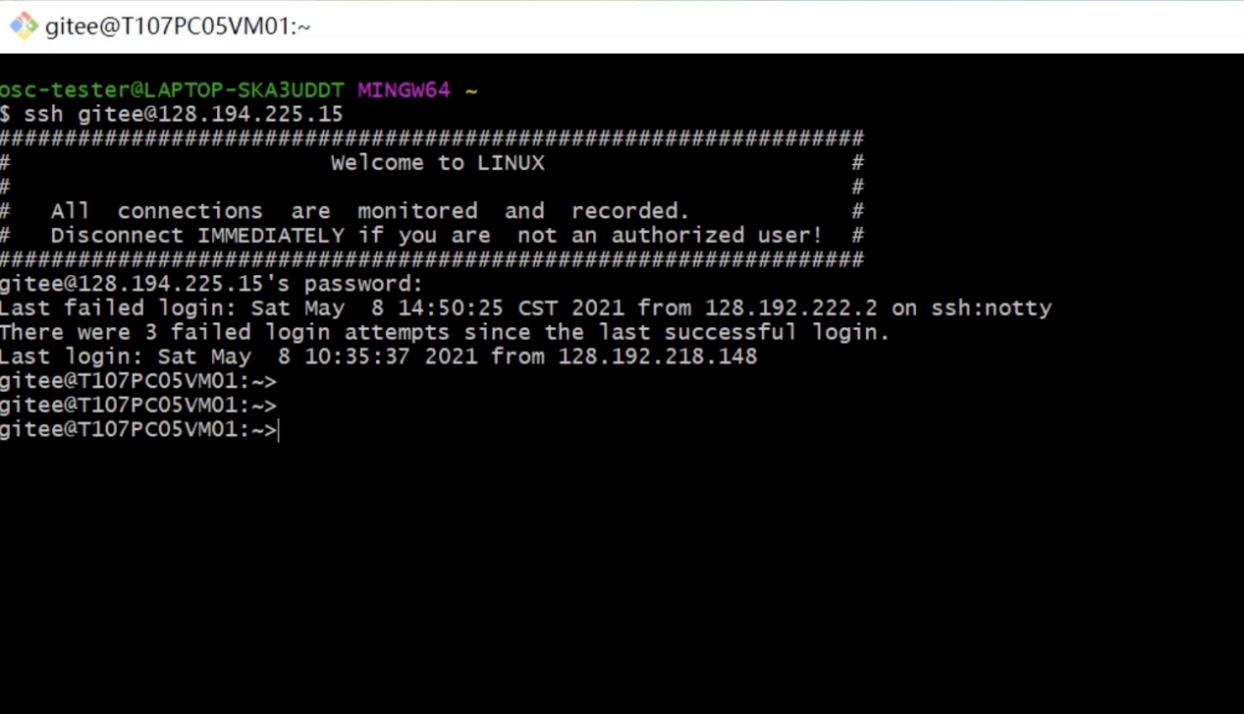 gitee@T107PC05VM01:~
osc-tester@LAPTOP-SKA3UDDT MINGW64 ~
$ ssh gitee@128.194.225.15
#################################################################
#                        Welcome to LINUX                       #
#                                                               #
#   All  connections  are  monitored  and  recorded.            #
#   Disconnect IMMEDIATELY if you are  not an authorized user!  #
#################################################################
gitee@128.194.225.15's password:
Last failed login: Sat May  8 14:50:25 CST 2021 from 128.192.222.2 on ssh:notty
There were 3 failed login attempts since the last successful login.
Last login: Sat May  8 10:35:37 2021 from 128.192.218.148
gitee@T107PC05VM01:~>
gitee@T107PC05VM01:~>
gitee@T107PC05VM01:~>